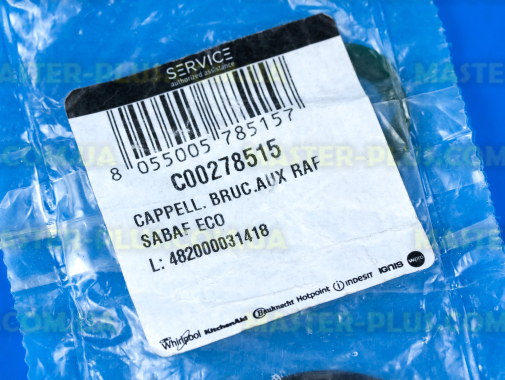 SERVICE
authorized assistance
8 055005 785157
C00278515
CAPPELL. BRUC.AUX RAF
SABAF ECO
L: 482000031418
Whirlpool KitchenAid Bauknecht Hotpoint indesit IGNIS wpro
MASTER-PLUS.COM.UA